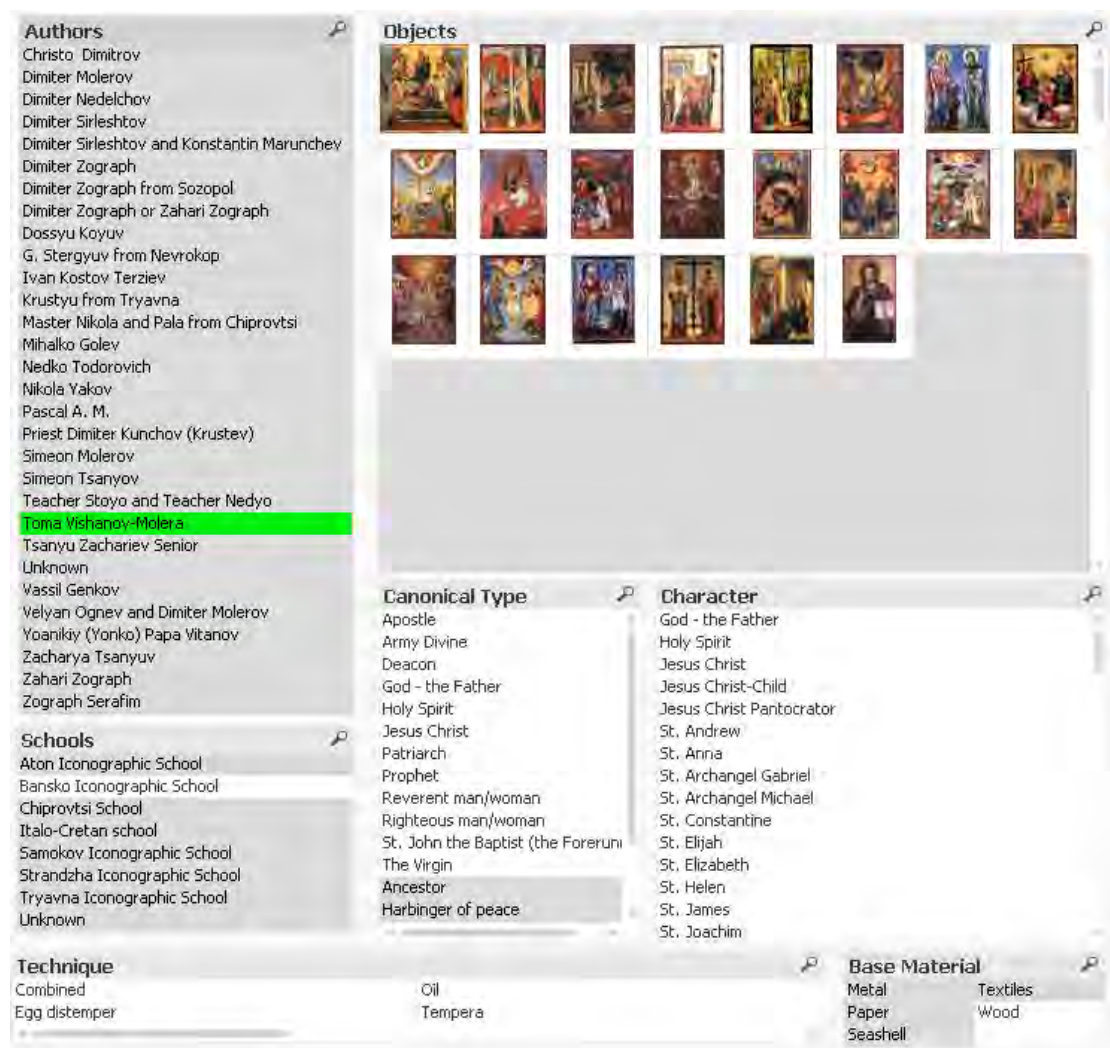 Authors
Christo Dimitrov
Dimiter Molerov
Dimiter Nedelchov
Dimiter Sirleshtov
Dimiter Sirleshtov and Konstantin Marunchev
Dimiter Zograph
Dimiter Zograph from Sozopol
Dimiter Zograph or Zahari Zograph
Dossyu Koyuv
G. Stergyuv from Nevrokop
Ivan Kostov Terziev
Krustyu from Tryavna
Master Nikola and Pala from Chiprovtsi
Mihalko Golev
Nedko Todorovich
Nikola Yakov
Pascal A. M.
Priest Dimiter Kunchov (Krustev)
Simeon Molerov
Simeon Tsanyov
Teacher Stoyo and Teacher Nedyo
Toma Vishanov-Molera
Tsanyu Zachariev Senior
Unknown
Vassil Genkov
Velyan Ognev and Dimiter Molerov
Yoanikiy (Yonko) Papa Vitanov
Zacharya Tsanyuv
Zahari Zograph
Zograph Serafim
Schools
Aton Iconographic School
Bansko Iconographic School
Chiprovtsi School
Italo-Cretan school
Samokov Iconographic School
Strandzha Iconographic School
Tryavna Iconographic School
Unknown
Objects
Canonical Type
Apostle
Army Divine
Deacon
God - the Father
Holy Spirit
Jesus Christ
Patriarch
Prophet
Reverent man/woman
Righteous man/woman
St. John the Baptist (the Forerun
The Virgin
Ancestor
Harbinger of peace
Character
God - the Father
Holy Spirit
Jesus Christ
Jesus Christ-Child
Jesus Christ Pantocrator
St. Andrew
St. Anna
St. Archangel Gabriel
St. Archangel Michael
St. Constantine
St. Elijah
St. Elizabeth
St. Helen
St. James
St. Joachim
Technique
Combined Oil
Egg distemper Tempera
Base Material
Metal Textiles
Paper Wood
Seashell